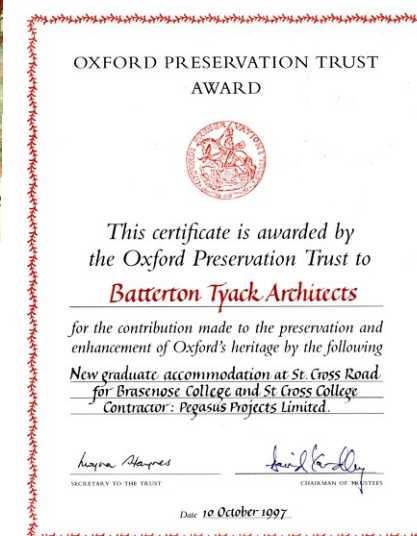 OXFORD PRESERVATION TRUST
AWARD
This certificate is awarded by
the Oxford Preservation Trust to
Batterton Tyack Architects
for the contribution made to the preservation and
enhancement of Oxford's heritage by the following
New graduate accommodation at St. Cross Road
for Brasenose College and St Cross College
Contractor: Pegasus Projects Limited.
Haynes
David Yardley
SECRETARY TO THE TRUST
CHAIRMAN OF TRUSTEES
Date 10 October 1997